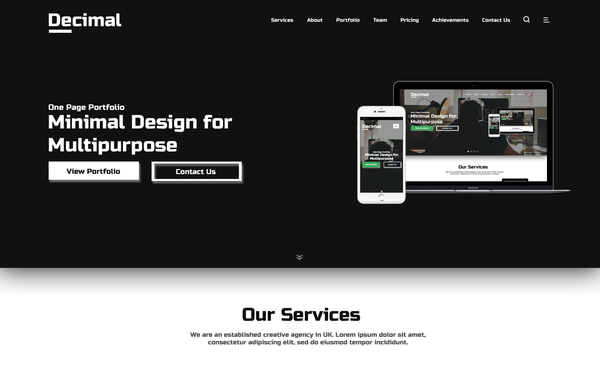 Decimal
Services About Portfolio Team Pricing Achievements Contact Us
One Page Portfolio
Minimal Design for
Multipurpose
View Portfolio Contact Us
Decimal
Minimal Design for
Multipurpose
Decimal
Minimal Design for
Multipurpose
Our Services
Our Services
We are an established creative agency in UK. Lorem ipsum dolor sit amet,
consectetur adipiscing elit, sed do eiusmod tempor incididunt.